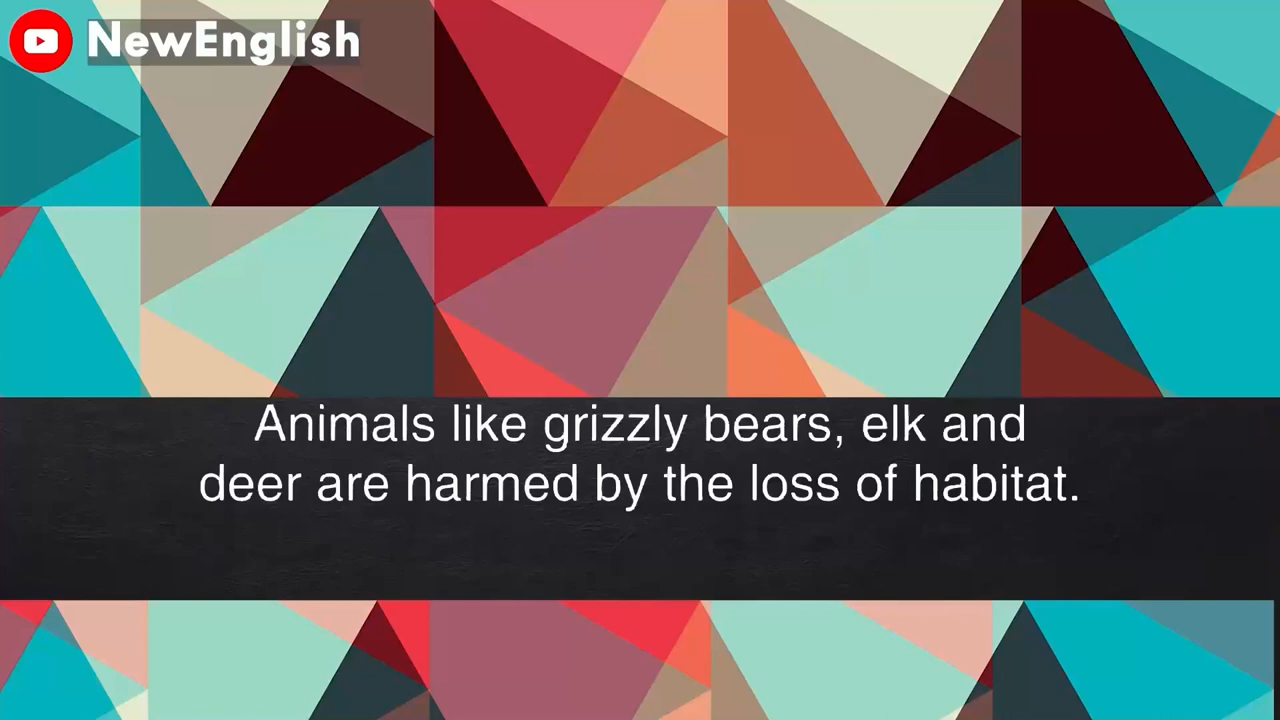 NewEnglish
Animals like grizzly bears, elk and
deer are harmed by the loss of habitat.